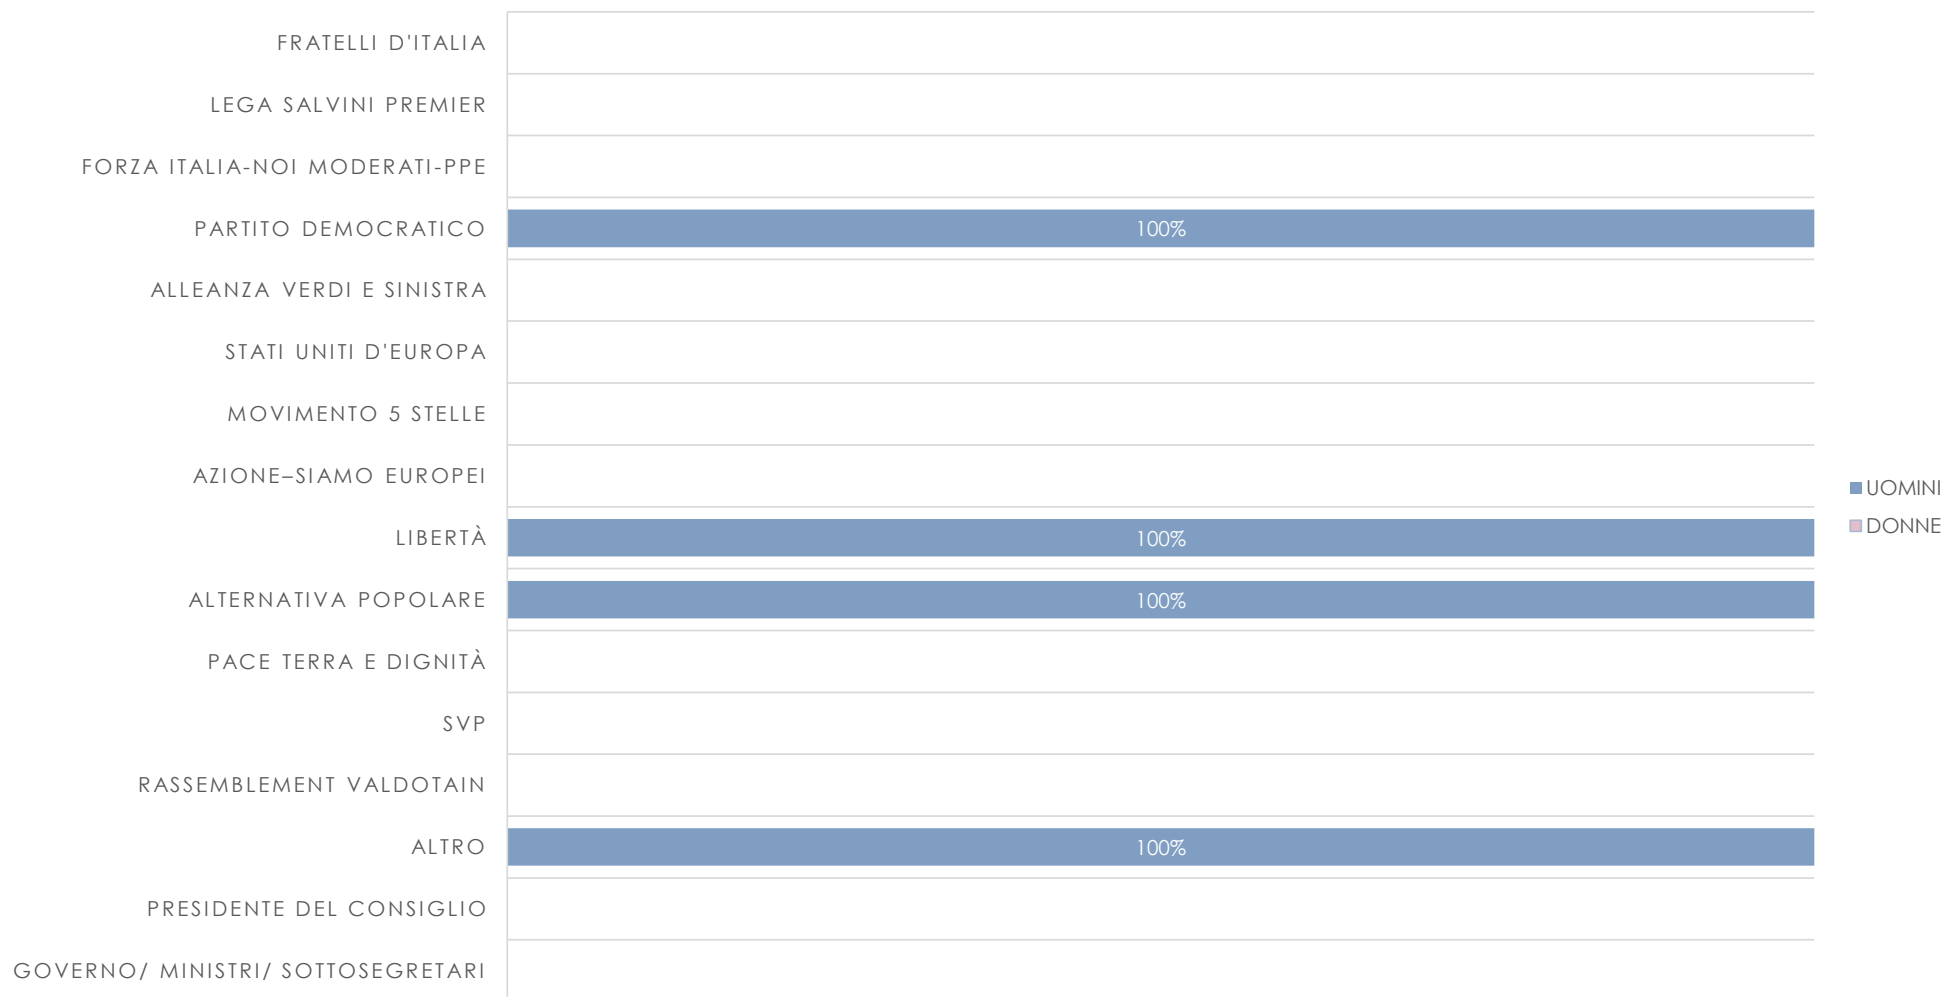 FRATELLI D'ITALIA
LEGA SALVINI PREMIER
FORZA ITALIA-NOI MODERATI-PPE
PARTITO DEMOCRATICO 100%
ALLEANZA VERDI E SINISTRA
STATI UNITI D'EUROPA
MOVIMENTO 5 STELLE
AZIONE–SIAMO EUROPEI
LIBERTÀ 100%
ALTERNATIVA POPOLARE 100%
PACE TERRA E DIGNITÀ
SVP
RASSEMBLEMENT VALDOTAIN
ALTRO 100%
PRESIDENTE DEL CONSIGLIO
GOVERNO/ MINISTRI/ SOTTOSEGRETARI
UOMINI
DONNE